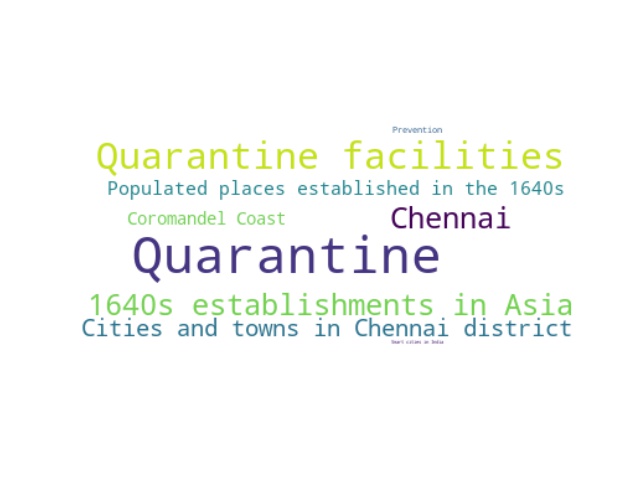 Prevention
Quarantine facilities
Populated places established in the 1640s
Coromandel Coast
Chennai
Quarantine
1640s establishments in Asia
Cities and towns in Chennai district
Smart cities in India